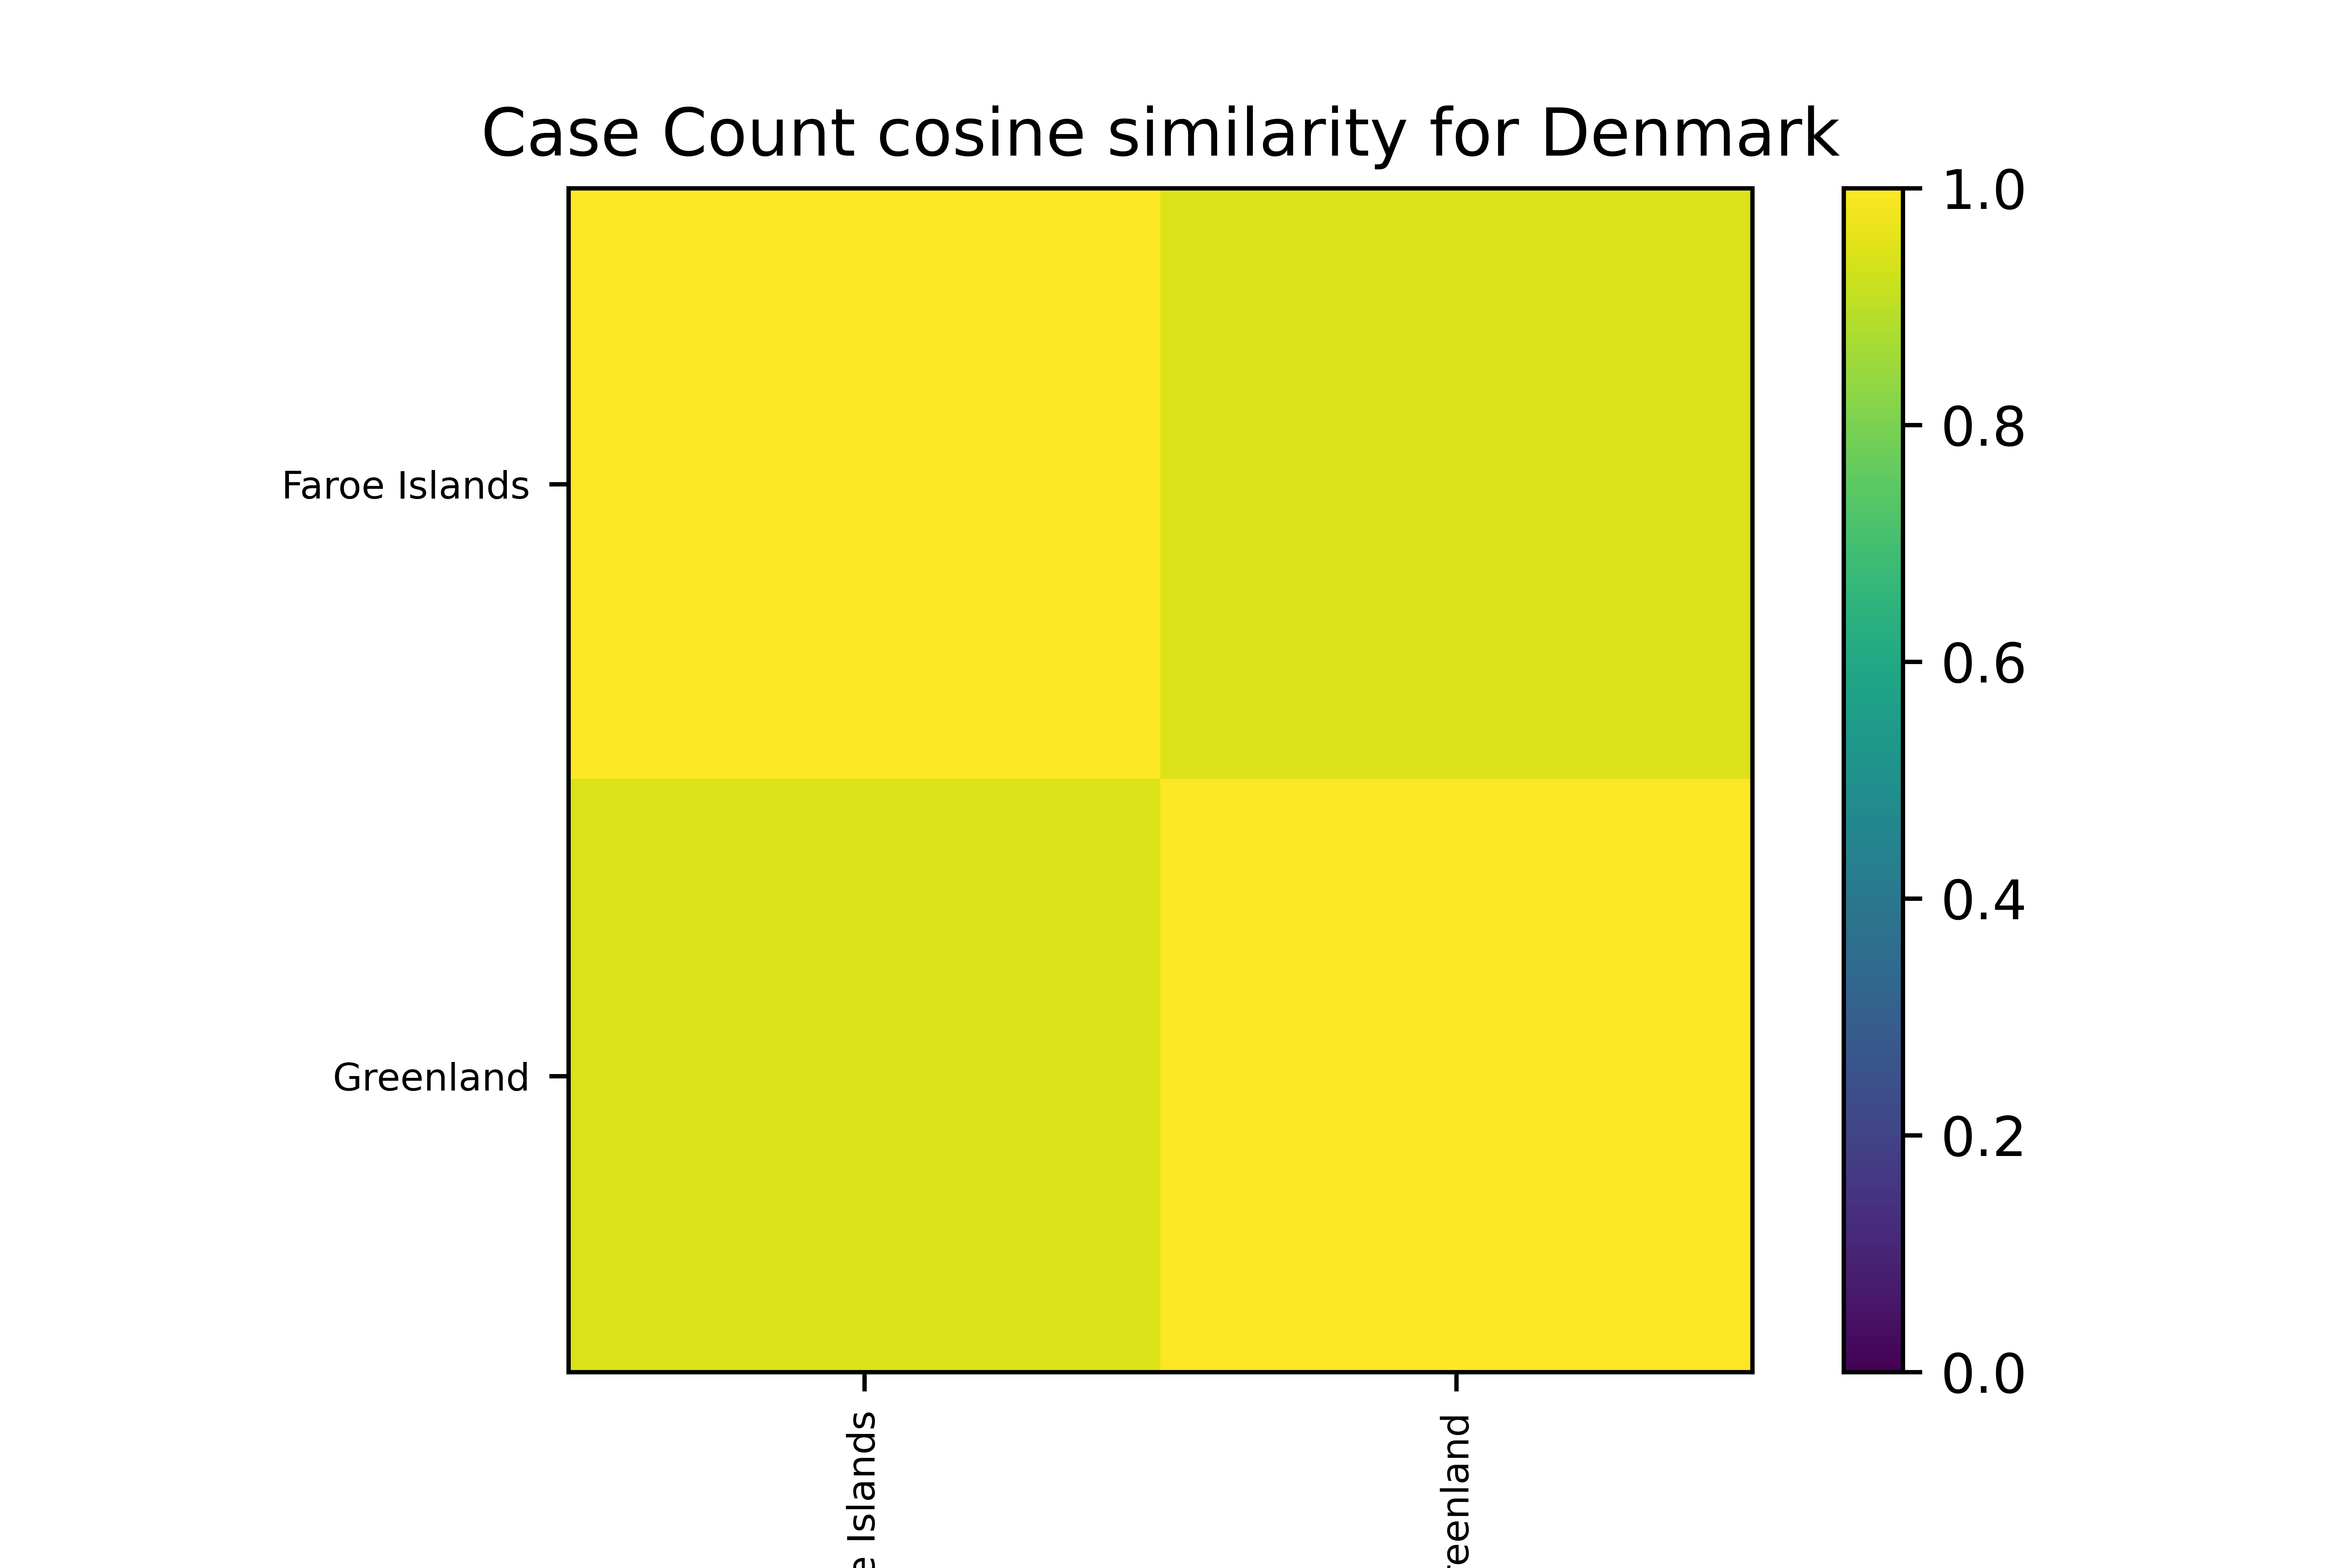 Case Count cosine similarity for Denmark
1.0
Faroe Islands
0.8
0.6
0.4
Greenland
0.2
0.0
Islands